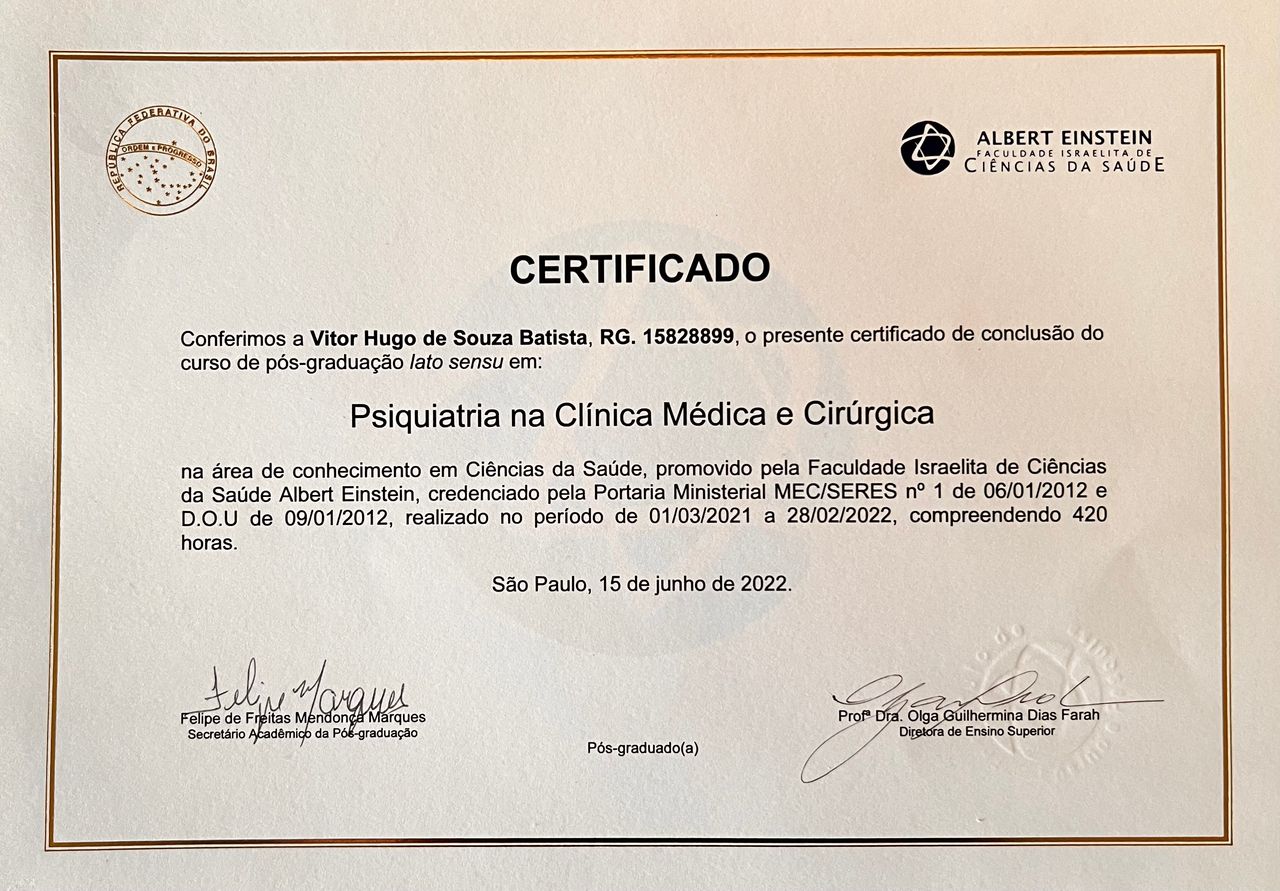 REPÚBLICA FEDERATIVA DO BRASIL
ORDEM E PROGRESSO
ALBERT EINSTEIN
FACULDADE ISRAELITA DE
CIÊNCIAS DA SAÚDE
CERTIFICADO
Conferimos a Vitor Hugo de Souza Batista, RG. 15828899, o presente certificado de conclusão do
curso de pós-graduação lato sensu em:
Psiquiatria na Clínica Médica e Cirúrgica
na área de conhecimento em Ciências da Saúde, promovido pela Faculdade Israelita de Ciências
da Saúde Albert Einstein, credenciado pela Portaria Ministerial MEC/SERES nº 1 de 06/01/2012 e
D.O.U de 09/01/2012, realizado no período de 01/03/2021 a 28/02/2022, compreendendo 420
horas.
São Paulo, 15 de junho de 2022.
Felipe Marques
Felipe de Freitas Mendonça Marques
Secretário Acadêmico da Pós-graduação
Profª Dra. Olga Guilhermina Dias Farah
Diretora de Ensino Superior
Pós-graduado(a)